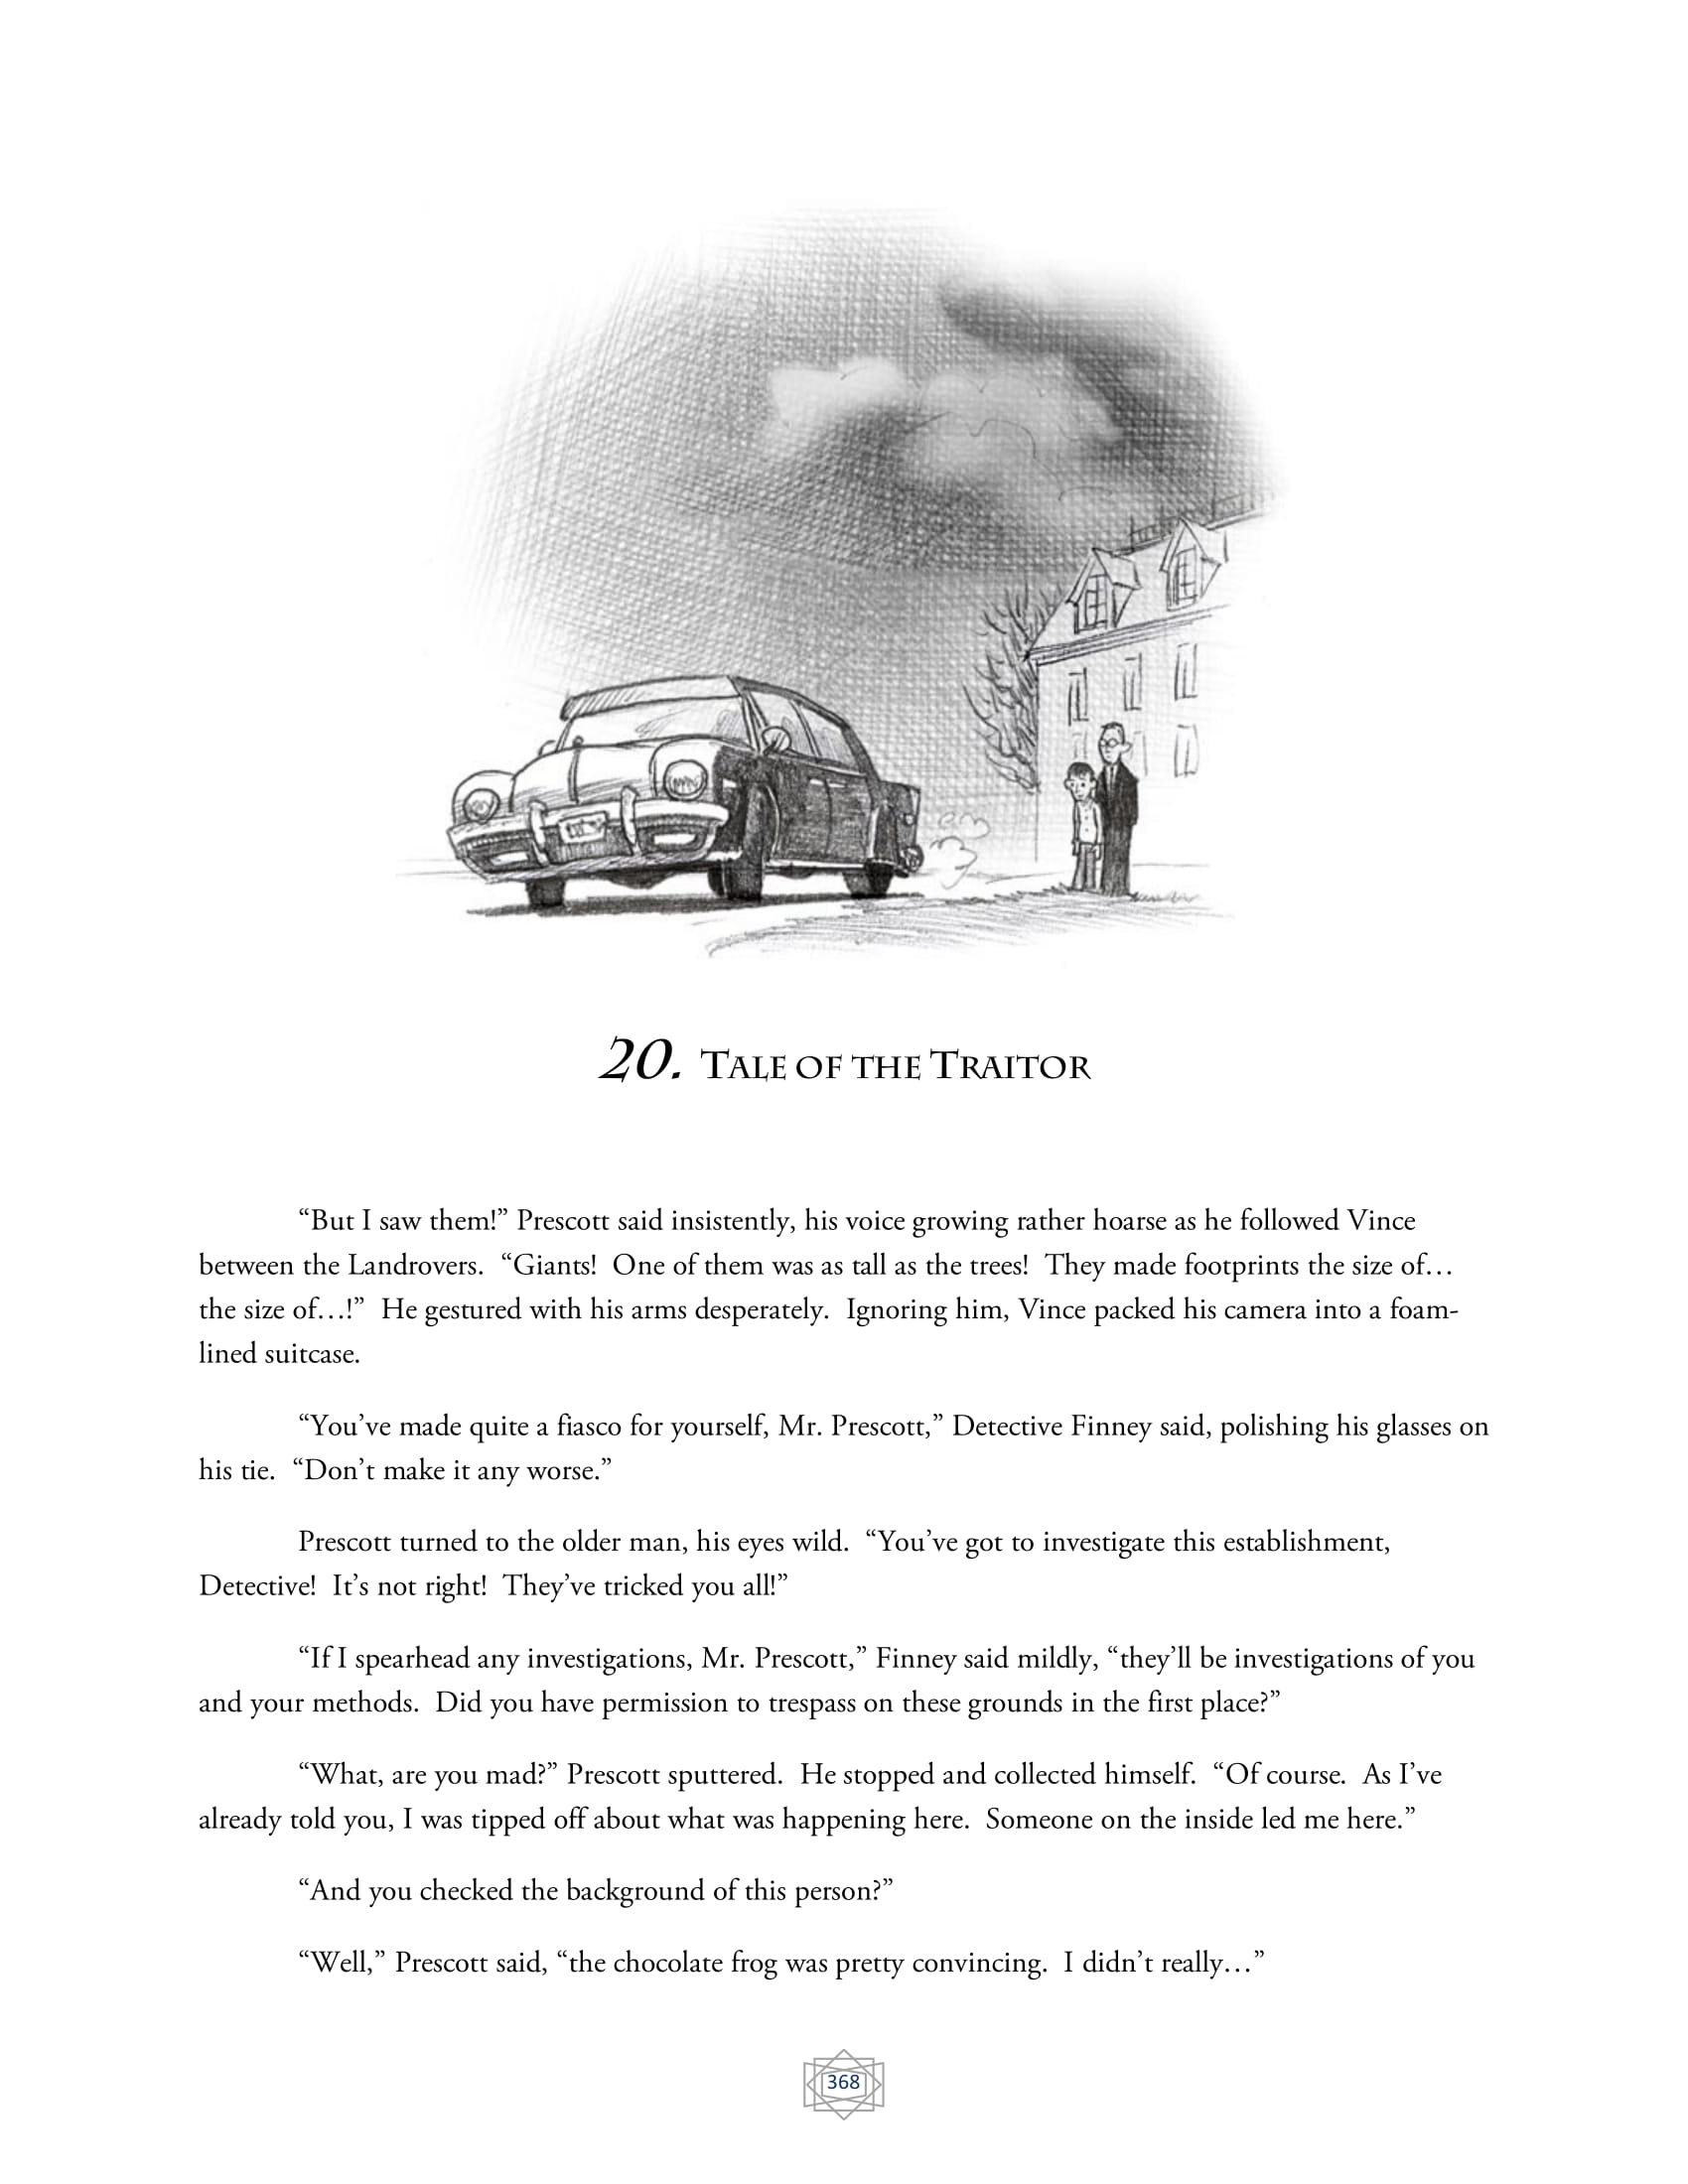 20. Tale of the Traitor
“But I saw them!” Prescott said insistently, his voice growing rather hoarse as he followed Vince
between the Landrovers.  “Giants!  One of them was as tall as the trees!  They made footprints the size of…
the size of…!”  He gestured with his arms desperately.  Ignoring him, Vince packed his camera into a foam-
lined suitcase.
“You’ve made quite a fiasco for yourself, Mr. Prescott,” Detective Finney said, polishing his glasses on
his tie.  “Don’t make it any worse.”
Prescott turned to the older man, his eyes wild.  “You’ve got to investigate this establishment,
Detective!  It’s not right!  They’ve tricked you all!”
“If I spearhead any investigations, Mr. Prescott,” Finney said mildly, “they’ll be investigations of you
and your methods.  Did you have permission to trespass on these grounds in the first place?”
“What, are you mad?” Prescott sputtered.  He stopped and collected himself.  “Of course.  As I’ve
already told you, I was tipped off about what was happening here.  Someone on the inside led me here.”
“And you checked the background of this person?”
“Well,” Prescott said, “the chocolate frog was pretty convincing.  I didn’t really…”
368